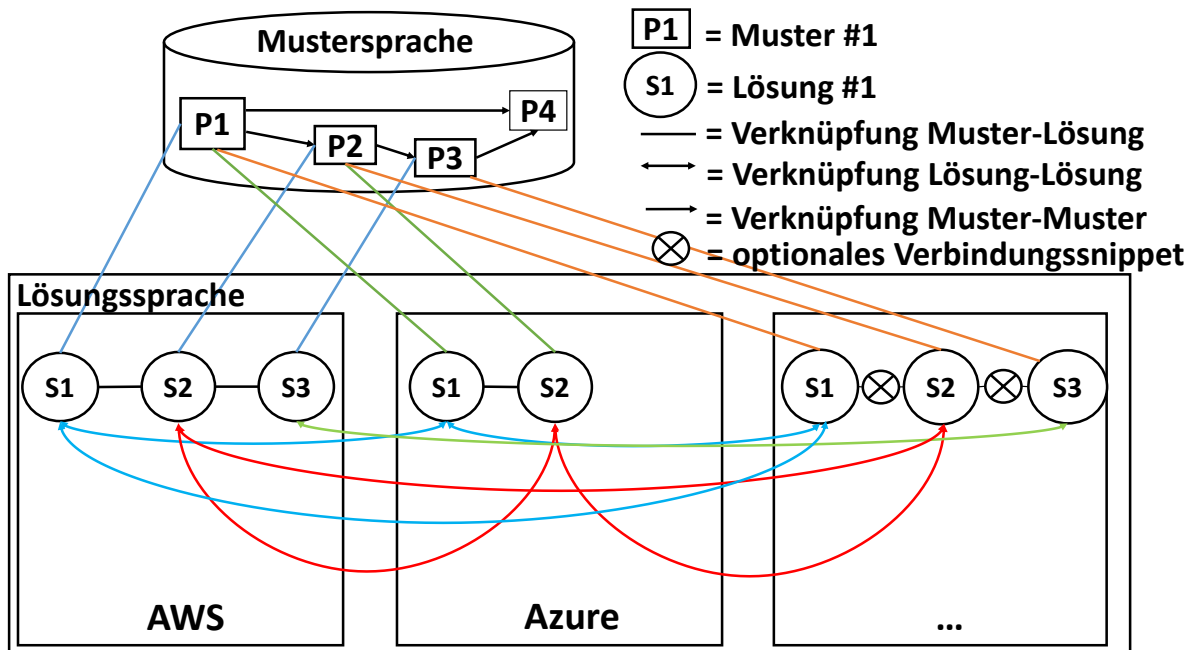 Mustersprache
P1
P2
P3
P4
P1 = Muster #1
S1 = Lösung #1
= Verknüpfung Muster-Lösung
= Verknüpfung Lösung-Lösung
= Verknüpfung Muster-Muster
= optionales Verbindungssnippet
Lösungssprache
S1 S2 S3
S1 S2
S1 S2 S3
AWS
Azure
...